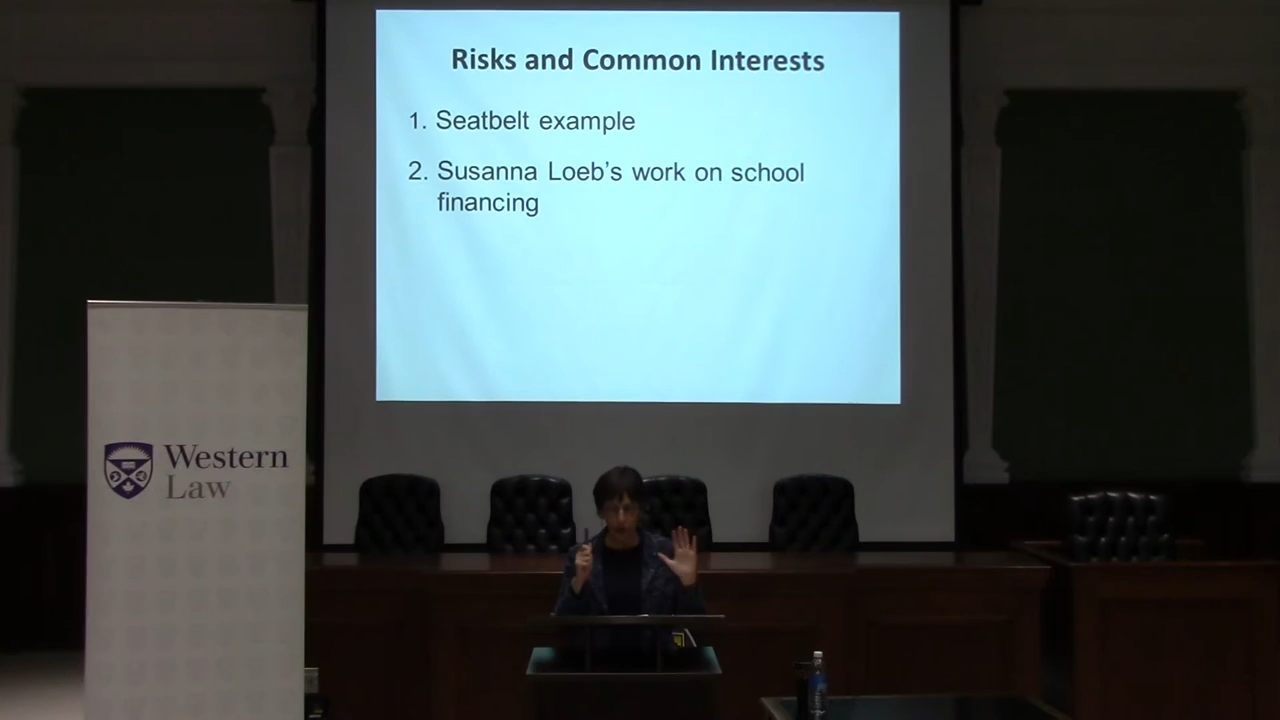 Risks and Common Interests
1. Seatbelt example
2. Susanna Loeb’s work on school
financing
Western
Law